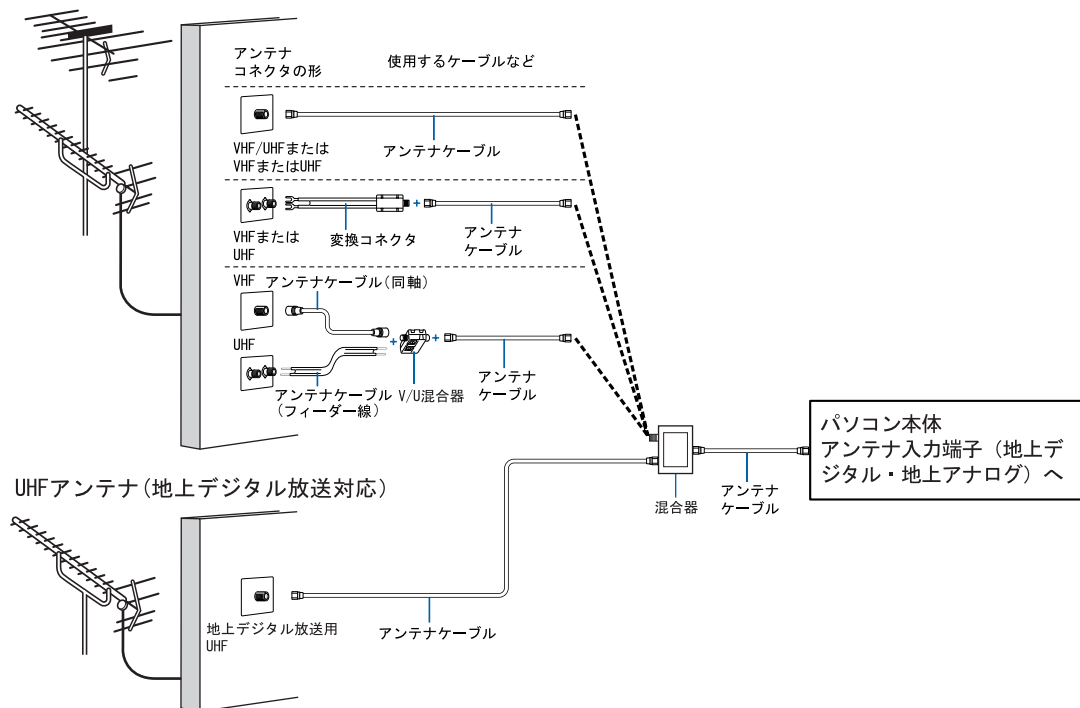 アンテナ
コネクタの形
使用するケーブルなど
VHF/UHFまたは
VHFまたはUHF
アンテナケーブル
VHFまたは
UHF
変換コネクタ
+
アンテナ
ケーブル
VHF
アンテナケーブル(同軸)
UHF
アンテナケーブル
(フィーダー線)
+
V/U混合器
+
アンテナ
ケーブル
混合器
アンテナ
ケーブル
パソコン本体
アンテナ入力端子（地上デ
ジタル・地上アナログ）へ
UHFアンテナ(地上デジタル放送対応)
地上デジタル放送用
UHF
アンテナケーブル